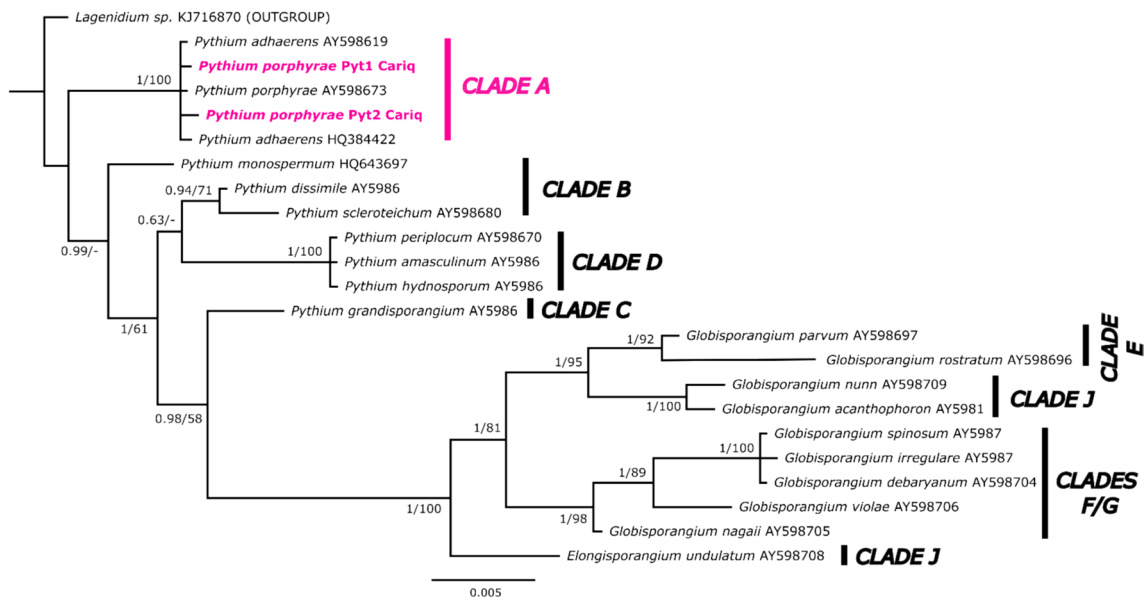 Lagenidium sp. KJ716870 (OUTGROUP)
Pythium adhaerens AY598619
Pythium porphyrae Pyt1 Cariq
1/100
Pythium porphyrae AY598673
CLADE A
Pythium porphyrae Pyt2 Cariq
Pythium adhaerens HQ384422
Pythium monospermum HQ643697
0.94/71
Pythium dissimile AY5986
CLADE B
Pythium scleroteichum AY598680
0.63/-
Pythium periplocum AY598670
0.99/-
1/100
Pythium amasculinum AY5986
CLADE D
Pythium hydnosporum AY5986
Pythium grandisporangium AY5986
CLADE C
1/61
Globisporangium parvum AY598697
1/92
Globisporangium rostratum AY598696
CLADE
E
1/95
Globisporangium nunn AY598709
1/100
Globisporangium acanthophoron AY5981
CLADE J
0.98/58
1/81
Globisporangium spinosum AY5987
1/100
Globisporangium irregulare AY5987
1/89
Globisporangium debaryanum AY598704
CLADES
F/G
Globisporangium violae AY598706
1/98
1/100
Globisporangium nagaii AY598705
Elongisporangium undulatum AY598708
CLADE J
0.005